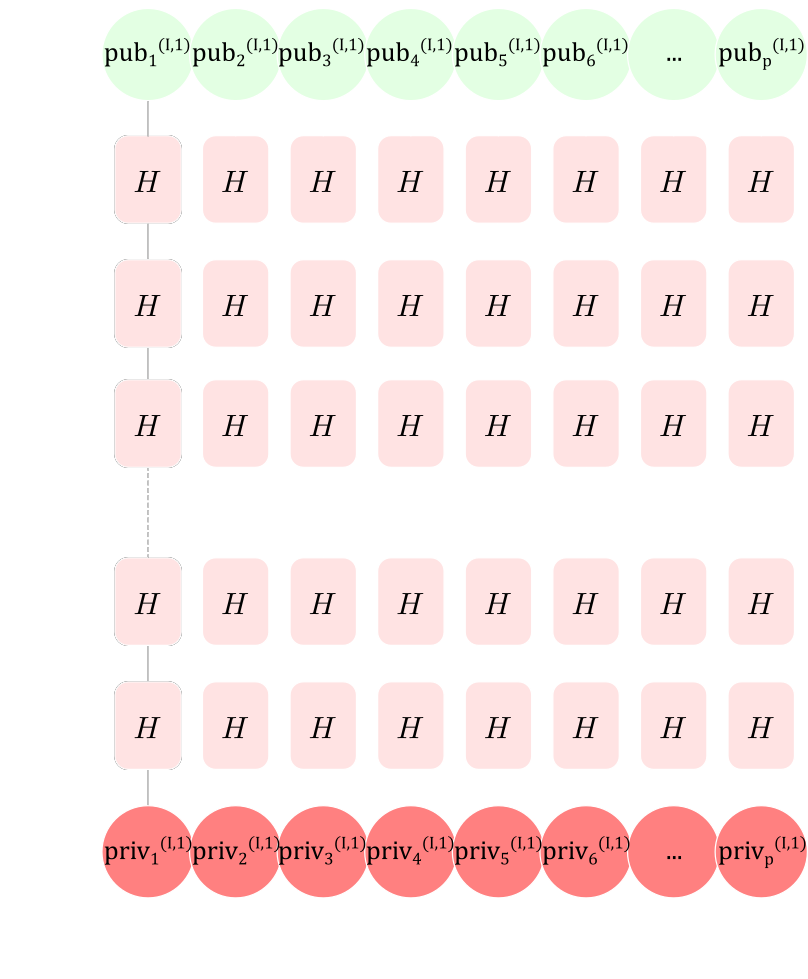 pub₁⁽ᴵ,¹⁾ pub₂⁽ᴵ,¹⁾ pub₃⁽ᴵ,¹⁾ pub₄⁽ᴵ,¹⁾ pub₅⁽ᴵ,¹⁾ pub₆⁽ᴵ,¹⁾ ... pubₚ⁽ᴵ,¹⁾
H H H H H H H H
H H H H H H H H
H H H H H H H H
H H H H H H H H
H H H H H H H H
priv₁⁽ᴵ,¹⁾ priv₂⁽ᴵ,¹⁾ priv₃⁽ᴵ,¹⁾ priv₄⁽ᴵ,¹⁾ priv₅⁽ᴵ,¹⁾ priv₆⁽ᴵ,¹⁾ ... privₚ⁽ᴵ,¹⁾